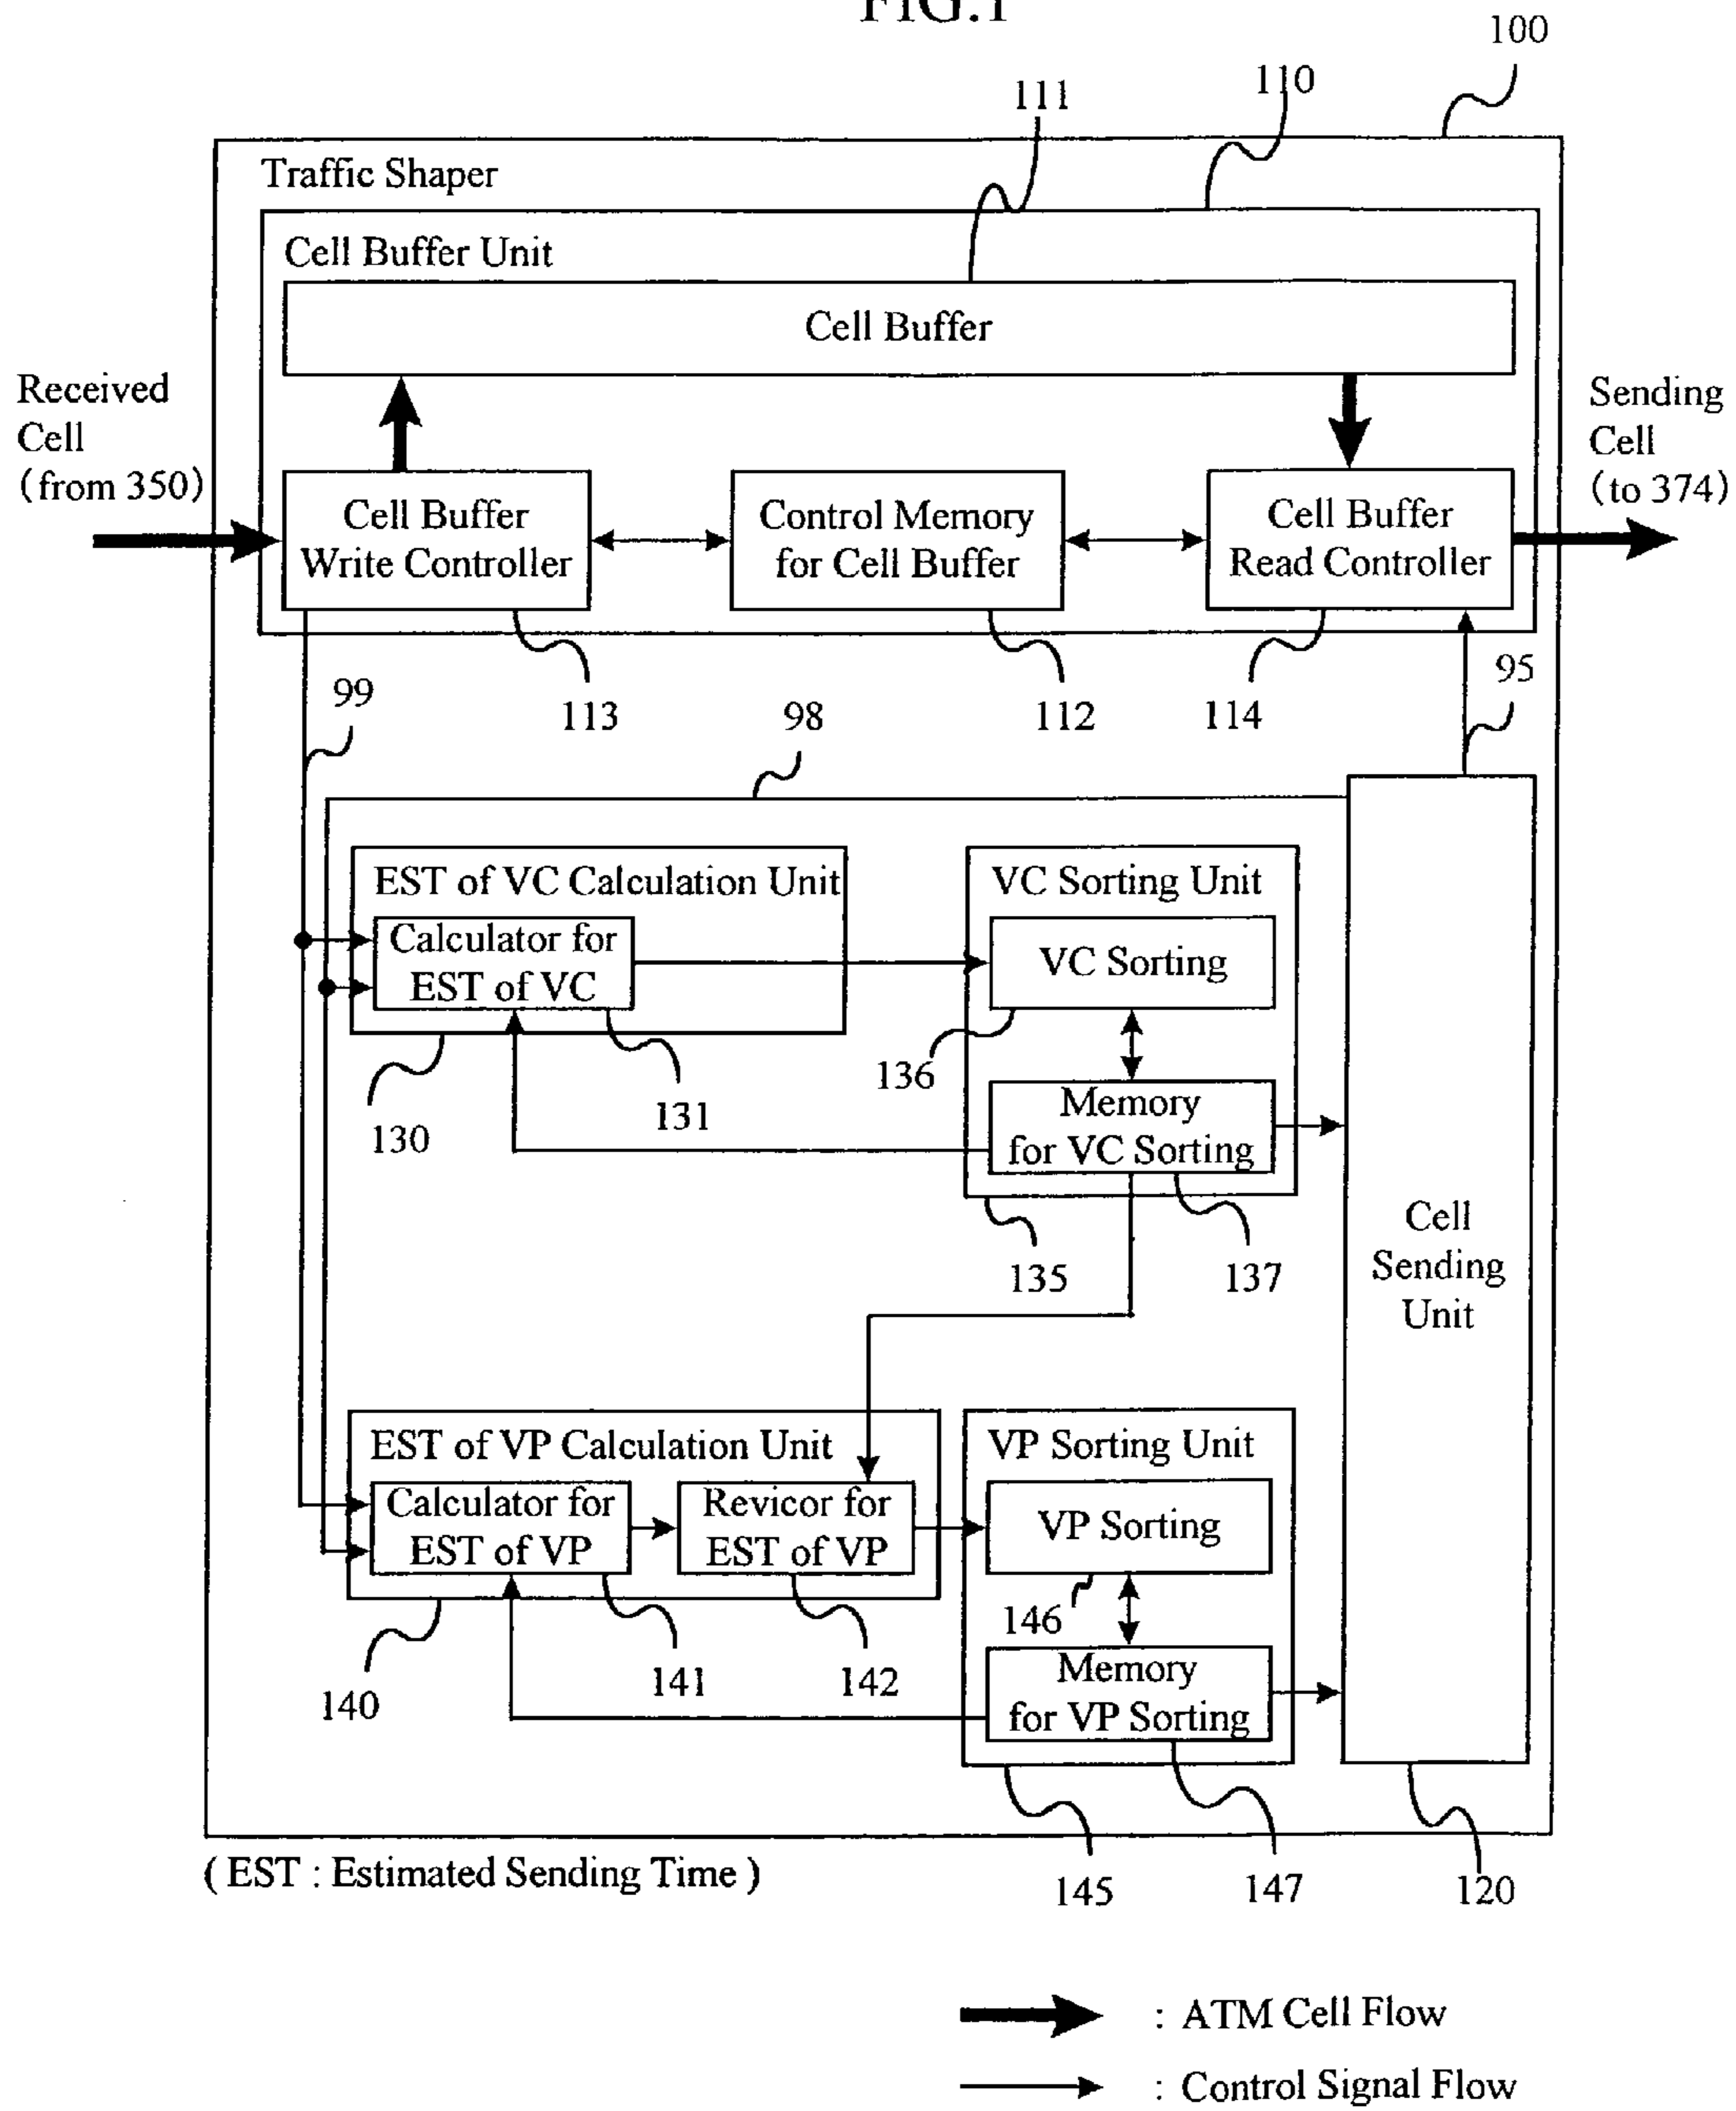 FIG.1
100
111
110
Traffic Shaper
Cell Buffer Unit
Cell Buffer
Received
Cell
(from 350)
Sending
Cell
(to 374)
Cell Buffer
Write Controller
Control Memory
for Cell Buffer
Cell Buffer
Read Controller
99
113
98
112
114
95
EST of VC Calculation Unit
Calculator for
EST of VC
VC Sorting Unit
VC Sorting
136
130
131
Memory
for VC Sorting
135
137
Cell
Sending
Unit
EST of VP Calculation Unit
Calculator for
EST of VP
Revicor for
EST of VP
VP Sorting Unit
VP Sorting
146
140
141
142
Memory
for VP Sorting
( EST : Estimated Sending Time )
145
147
120
: ATM Cell Flow
: Control Signal Flow